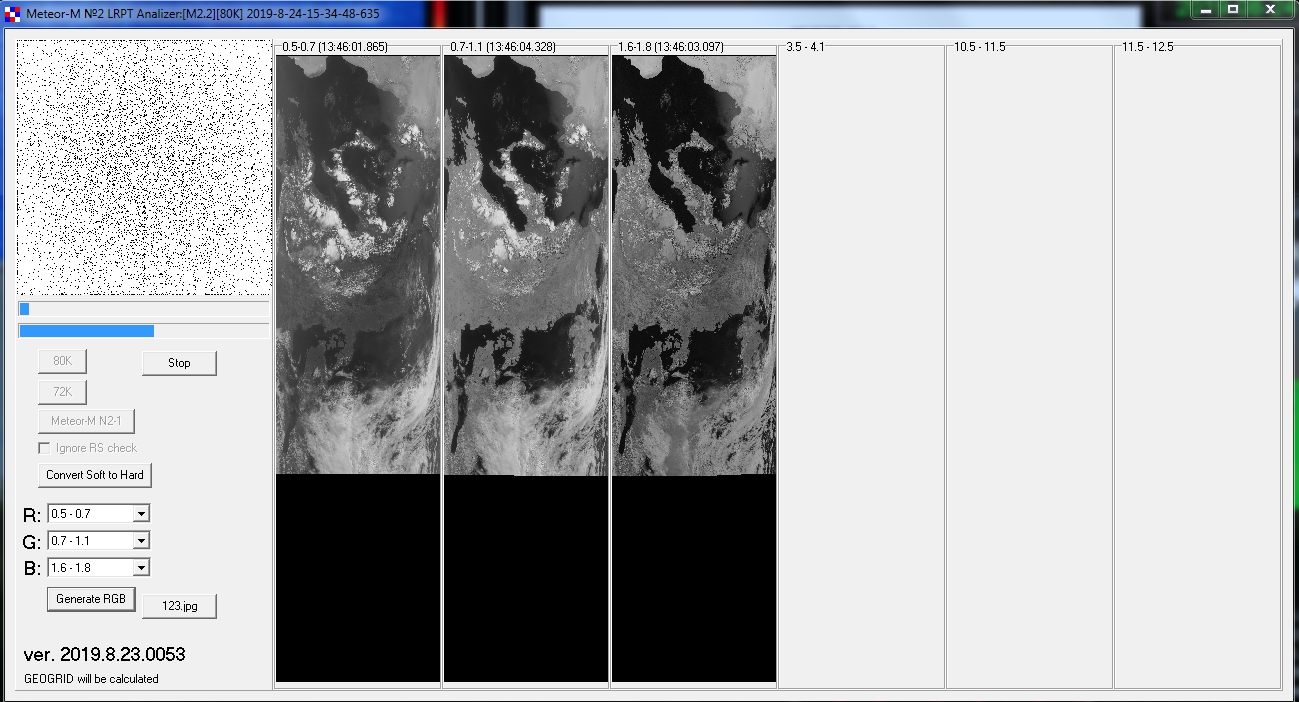 Meteor-M №2 LRPT Analizer:[M2.2][80K] 2019-8-24-15-34-48-635
0.5-0.7 (13:46:01.865)
0.7-1.1 (13:46:04.328)
1.6-1.8 (13:46:03.097)
3.5 - 4.1
10.5 - 11.5
11.5 - 12.5
80K
Stop
72K
Meteor-M N2-1
Ignore RS check
Convert Soft to Hard
R: 0.5 - 0.7
G: 0.7 - 1.1
B: 1.6 - 1.8
Generate RGB
123.jpg
ver. 2019.8.23.0053
GEOGRID will be calculated